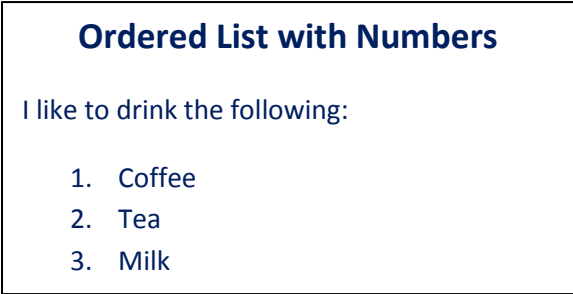 Ordered List with Numbers
I like to drink the following:
1. Coffee
2. Tea
3. Milk